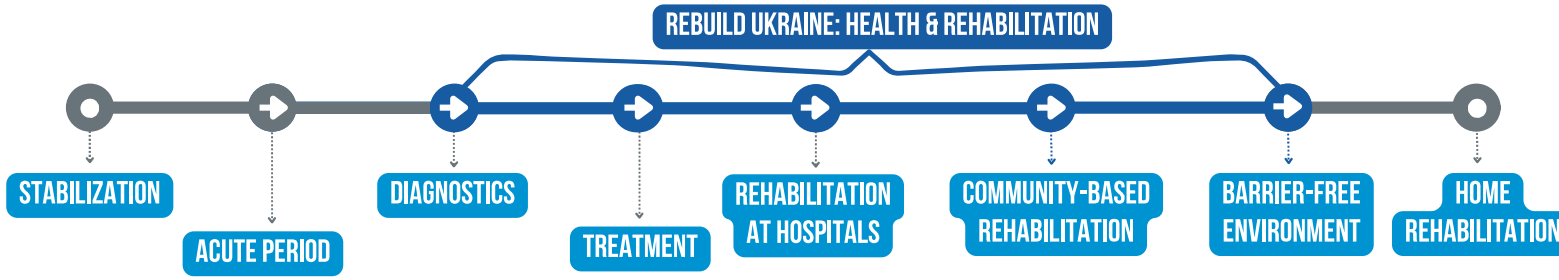 REBUILD UKRAINE: HEALTH & REHABILITATION
STABILIZATION
ACUTE PERIOD
DIAGNOSTICS
TREATMENT
REHABILITATION
AT HOSPITALS
COMMUNITY-BASED
REHABILITATION
BARRIER-FREE
ENVIRONMENT
HOME
REHABILITATION